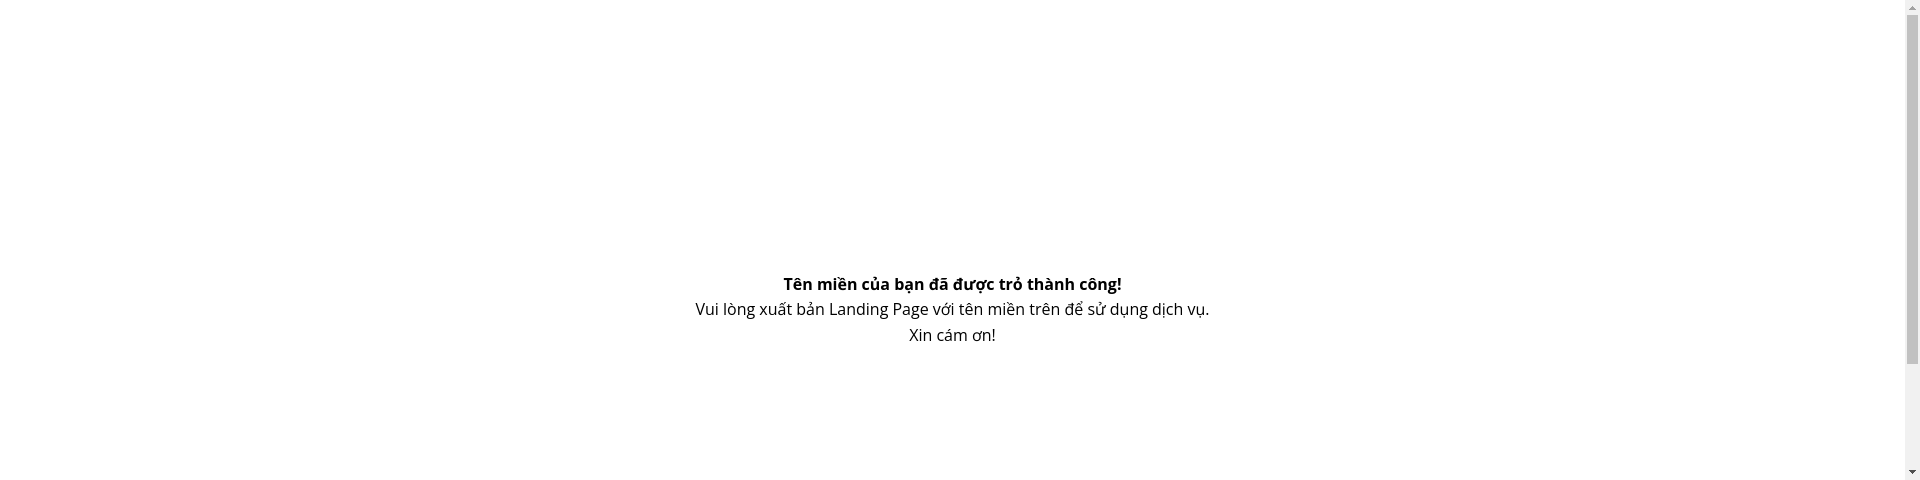 Tên miền của bạn đã được trỏ thành công!
Vui lòng xuất bản Landing Page với tên miền trên để sử dụng dịch vụ.
Xin cám ơn!